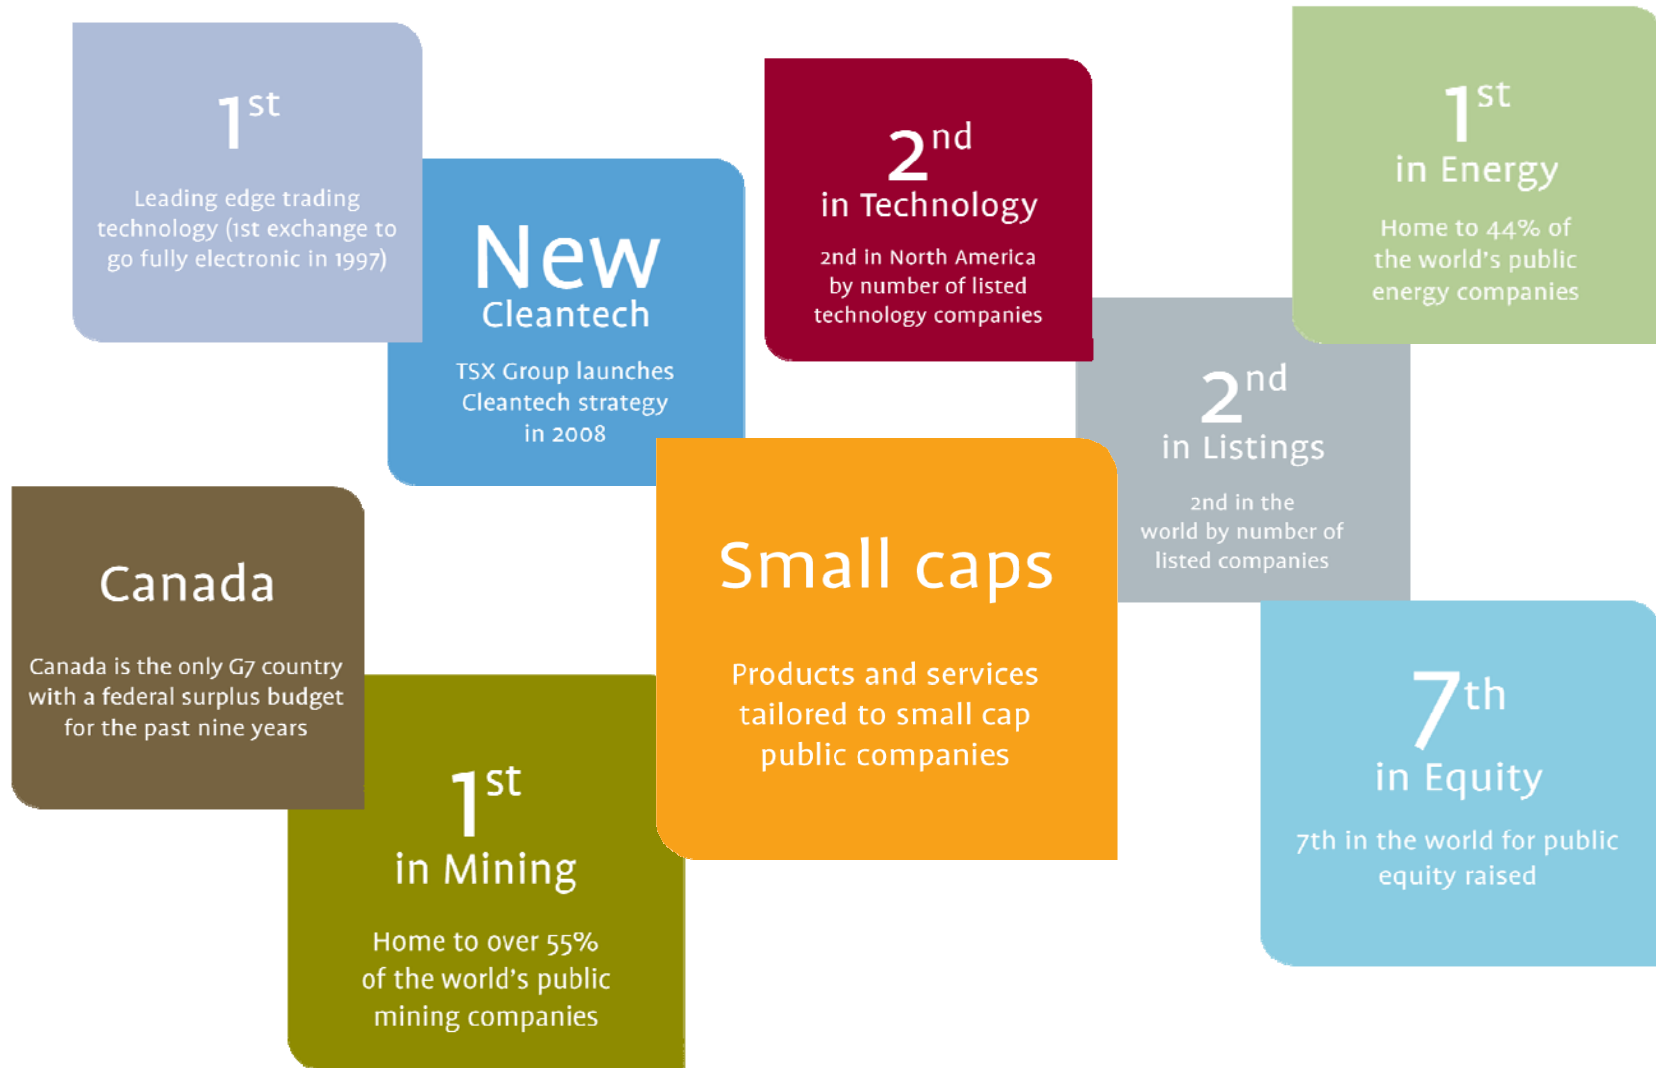 1st
Leading edge trading
technology (1st exchange to
go fully electronic in 1997)
New
Cleantech
TSX Group launches
Cleantech strategy
in 2008
2nd
in Technology
2nd in North America
by number of listed
technology companies
1st
in Energy
Home to 44% of
the world's public
energy companies
2nd
in Listings
2nd in the
world by number of
listed companies
Canada
Canada is the only G7 country
with a federal surplus budget
for the past nine years
Small caps
Products and services
tailored to small cap
public companies
1st
in Mining
Home to over 55%
of the world's public
mining companies
7th
in Equity
7th in the world for public
equity raised